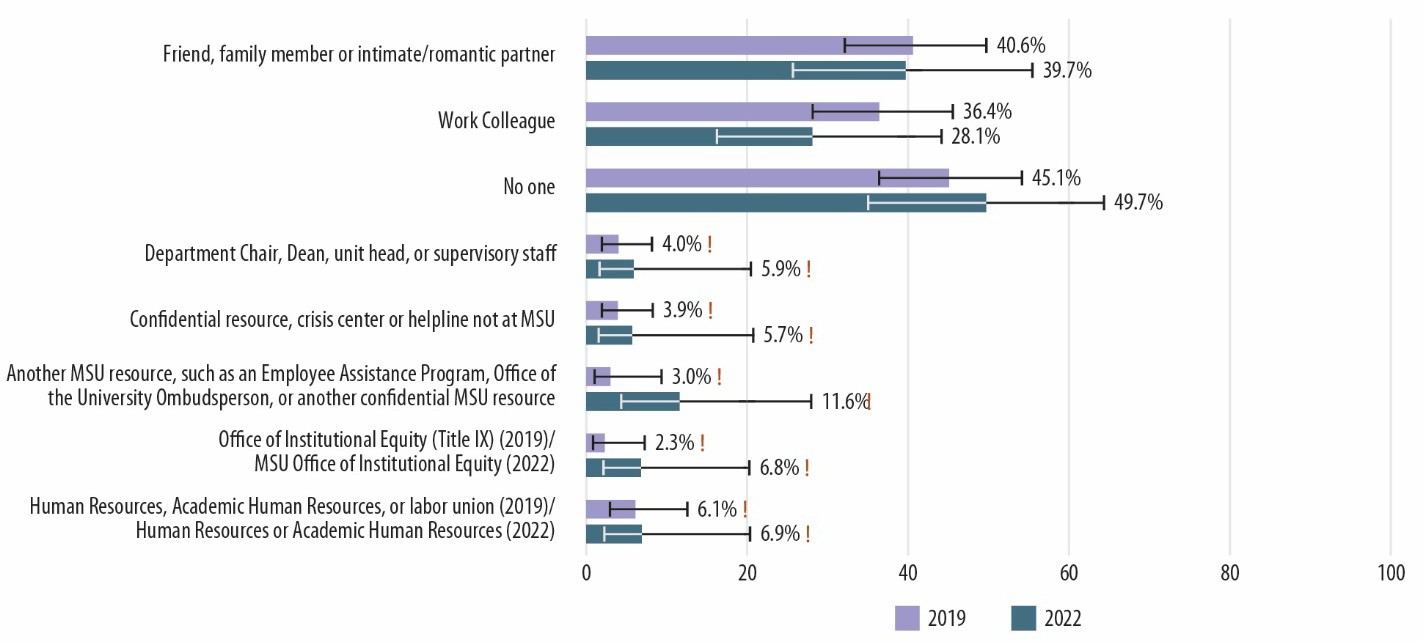 Friend, family member or intimate/romantic partner
40.6%
39.7%
Work Colleague
36.4%
28.1%
No one
45.1%
49.7%
Department Chair, Dean, unit head, or supervisory staff
4.0% !
5.9% !
Confidential resource, crisis center or helpline not at MSU
3.9% !
5.7% !
Another MSU resource, such as an Employee Assistance Program, Office of
the University Ombudsperson, or another confidential MSU resource
3.0% !
11.6%!
Office of Institutional Equity (Title IX) (2019)/
MSU Office of Institutional Equity (2022)
2.3% !
6.8% !
Human Resources, Academic Human Resources, or labor union (2019)/
Human Resources or Academic Human Resources (2022)
6.1% !
6.9% !
0 20 40 60 80 100
2019 2022